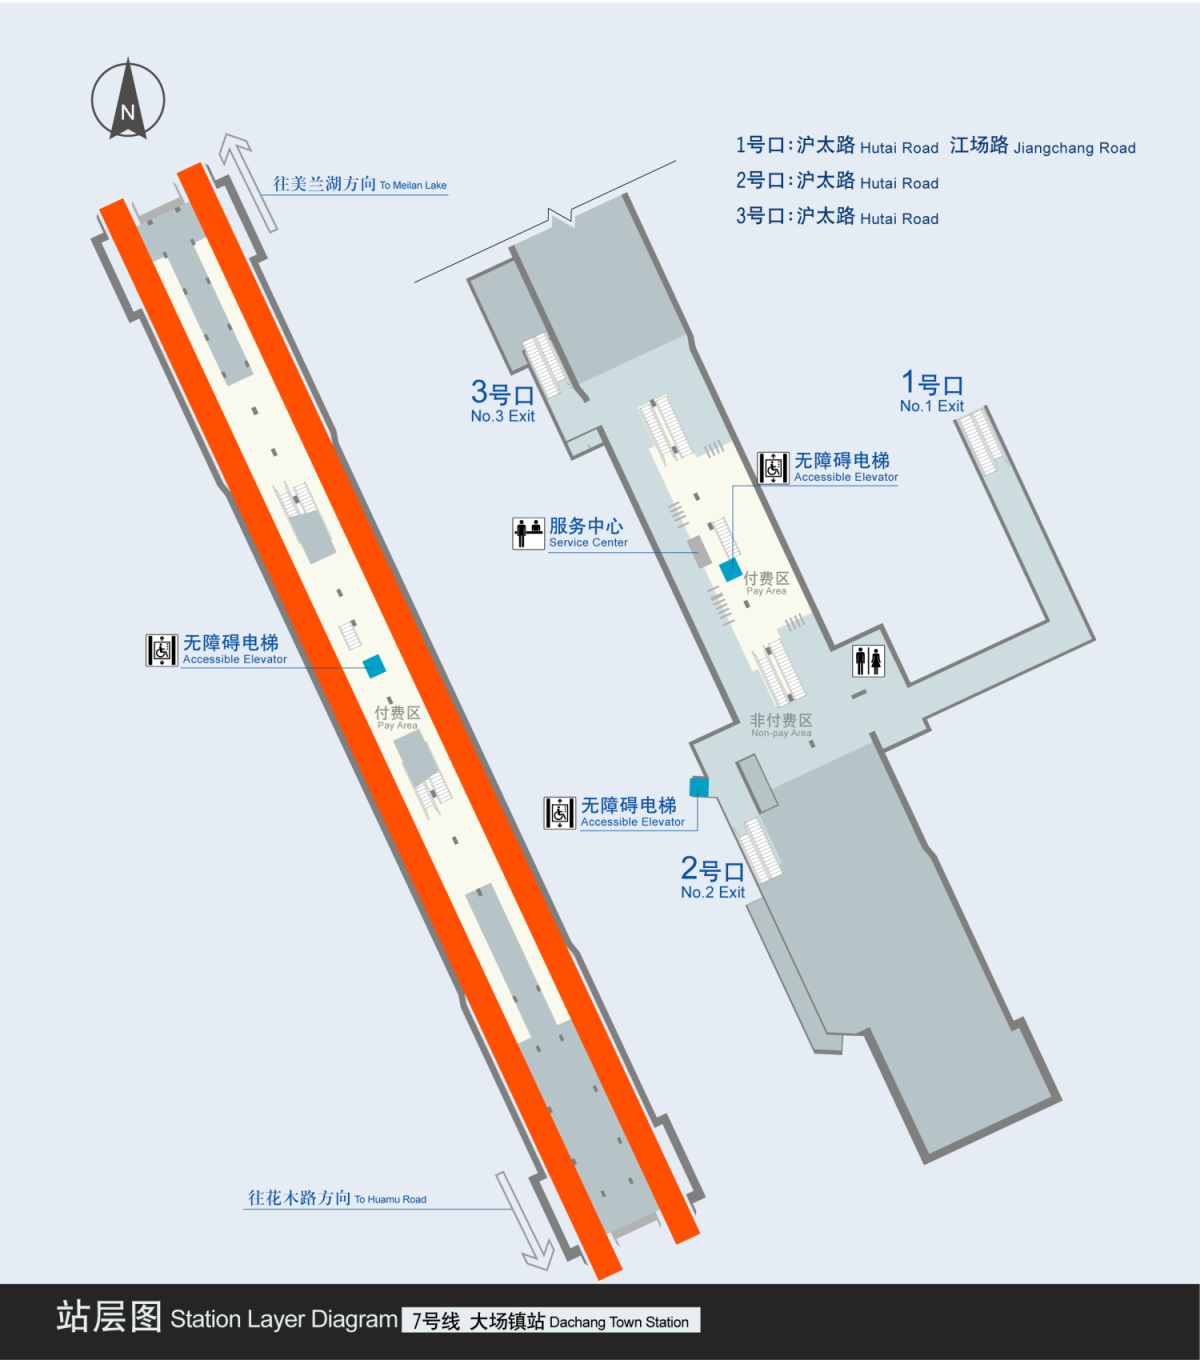 N
往美兰湖方向 To Meilan Lake
1号口:沪太路 Hutai Road 江场路 Jiangchang Road
2号口:沪太路 Hutai Road
3号口:沪太路 Hutai Road
3号口
No.3 Exit
1号口
No.1 Exit
无障碍电梯
Accessible Elevator
服务中心
Service Center
付费区
Pay Area
无障碍电梯
Accessible Elevator
付费区
Pay Area
非付费区
Non-pay Area
无障碍电梯
Accessible Elevator
2号口
No.2 Exit
往花木路方向 To Huamu Road
站层图 Station Layer Diagram 7号线 大场镇站 Dachang Town Station